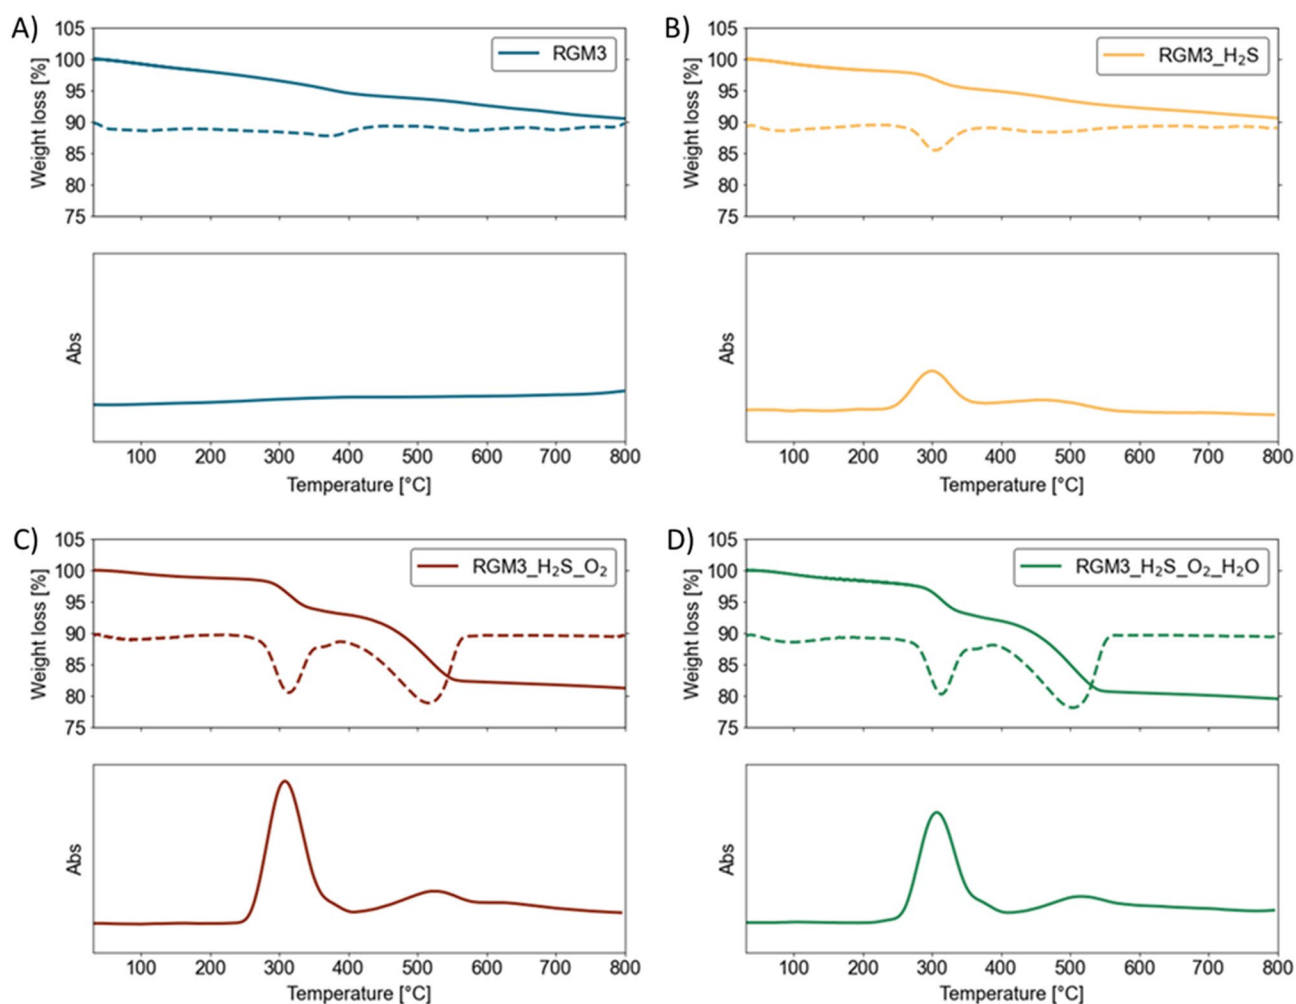 A)
105
100
95
90
85
80
75
Weight loss [%]
RGM3
Abs
100 200 300 400 500 600 700 800
Temperature [°C]
B)
105
100
95
90
85
80
75
Weight loss [%]
RGM3_H₂S
Abs
100 200 300 400 500 600 700 800
Temperature [°C]
C)
105
100
95
90
85
80
75
Weight loss [%]
RGM3_H₂S_O₂
Abs
100 200 300 400 500 600 700 800
Temperature [°C]
D)
105
100
95
90
85
80
75
Weight loss [%]
RGM3_H₂S_O₂_H₂O
Abs
100 200 300 400 500 600 700 800
Temperature [°C]